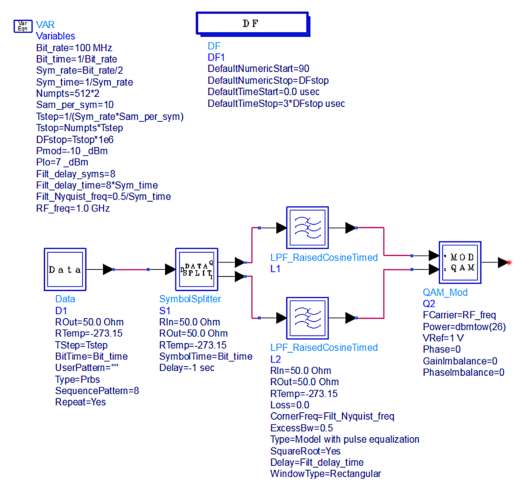 Var
Eqn
VAR
Variables
Bit_rate=100 MHz
Bit_time=1/Bit_rate
Sym_rate=Bit_rate/2
Sym_time=1/Sym_rate
Numpts=512*2
Sam_per_sym=10
Tstep=1/(Sym_rate*Sam_per_sym)
Tstop=Numpts*Tstep
DFstop=Tstop*1e6
Pmod=-10 _dBm
Plo=7 _dBm
Filt_delay_syms=8
Filt_delay_time=8*Sym_time
Filt_Nyquist_freq=0.5/Sym_time
RF_freq=1.0 GHz
DF
DF
DF1
DefaultNumericStart=90
DefaultNumericStop=DFstop
DefaultTimeStart=0.0 usec
DefaultTimeStop=3*DFstop usec
Data
Data
D1
ROut=50.0 Ohm
RTemp=-273.15
TStep=Tstep
BitTime=Bit_time
UserPattern=""
Type=Prbs
SequencePattern=8
Repeat=Yes
DATA
SPLIT
Q
I
SymbolSplitter
S1
RIn=50.0 Ohm
ROut=50.0 Ohm
RTemp=-273.15
SymbolTime=Bit_time
Delay=-1 sec
LPF_RaisedCosineTimed
L1
LPF_RaisedCosineTimed
L2
RIn=50.0 Ohm
ROut=50.0 Ohm
RTemp=-273.15
Loss=0.0
CornerFreq=Filt_Nyquist_freq
ExcessBw=0.5
Type=Model with pulse equalization
SquareRoot=Yes
Delay=Filt_delay_time
WindowType=Rectangular
MOD
QAM
QAM_Mod
Q2
FCarrier=RF_freq
Power=dbmtow(26)
VRef=1 V
Phase=0
GainImbalance=0
PhaseImbalance=0